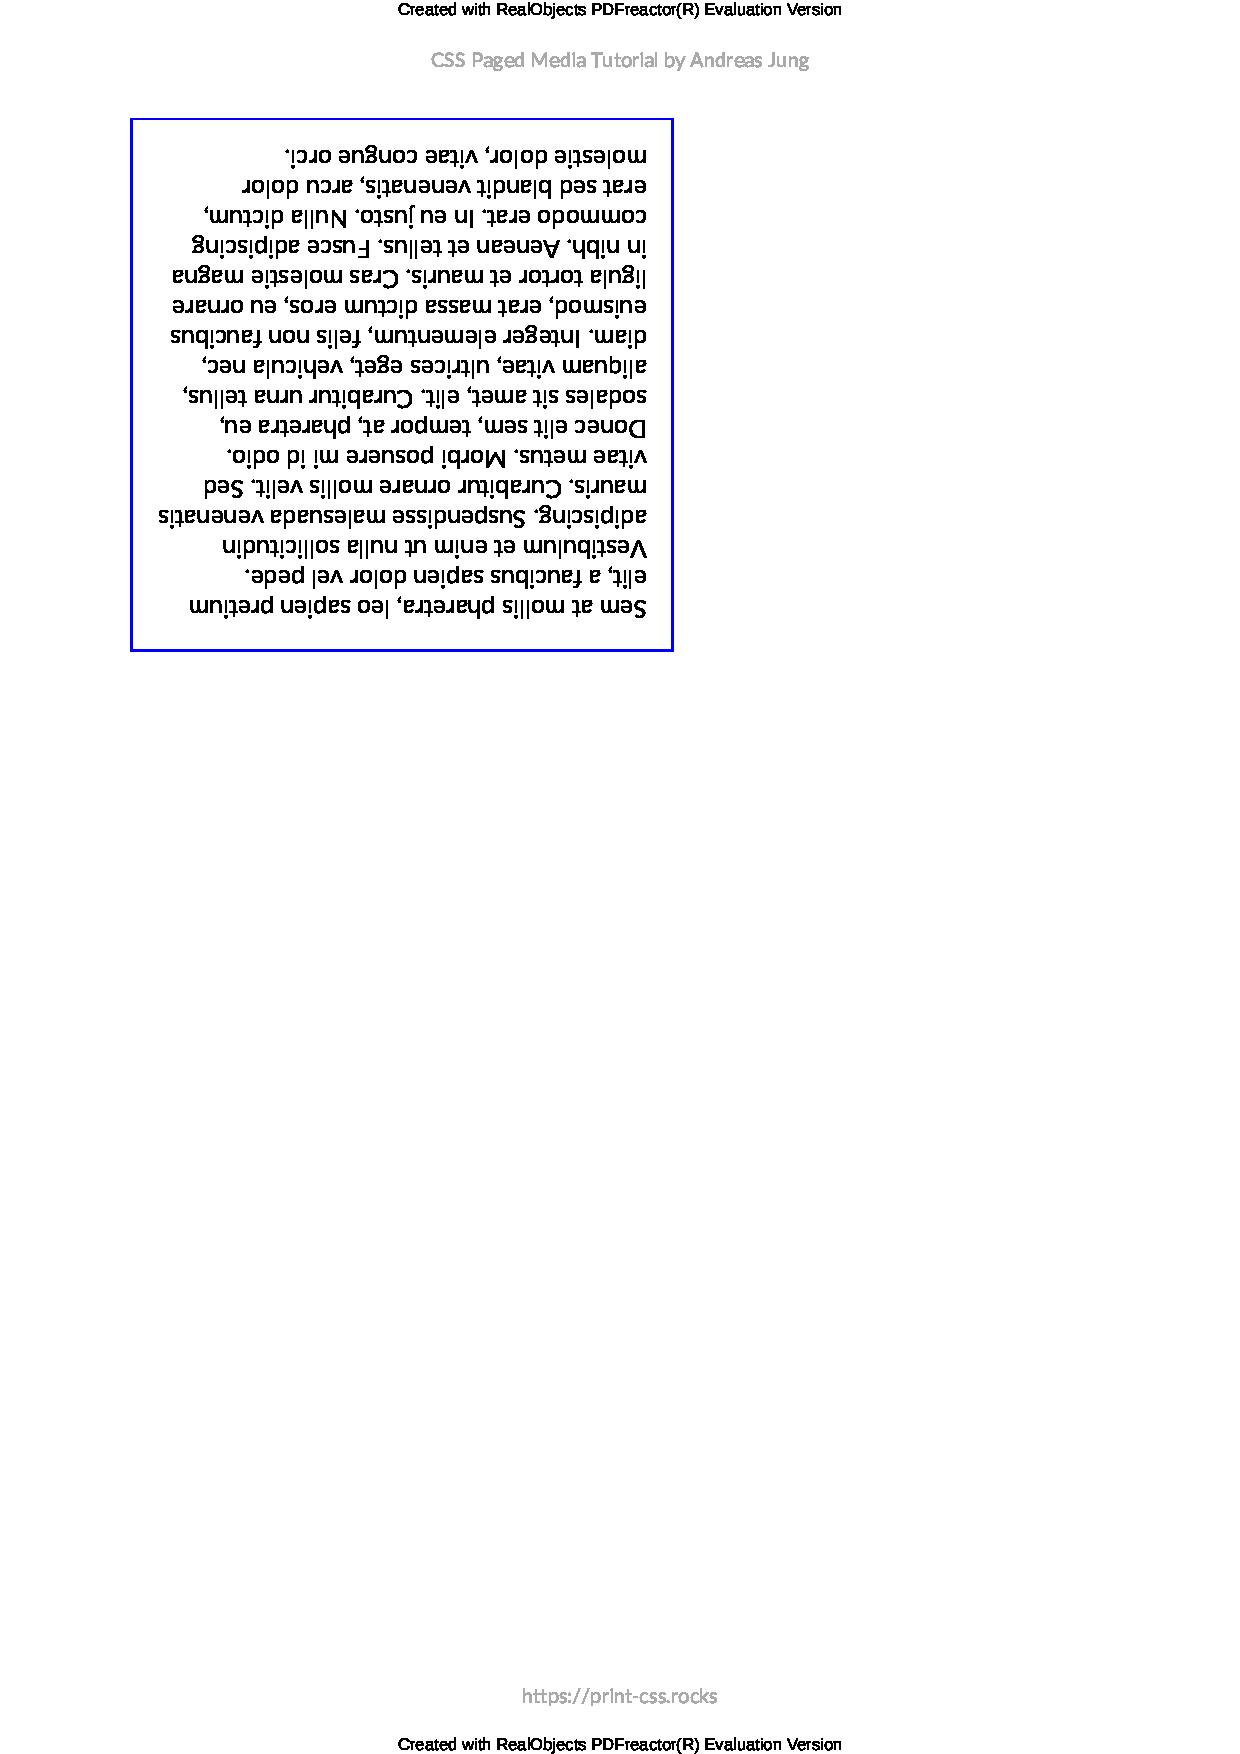 Created with RealObjects PDFreactor(R) Evaluation Version
CSS Paged Media Tutorial by Andreas Jung
Sem at mollis pharetra, leo sapien pretium
elit, a faucibus sapien dolor vel pede.
Vestibulum et enim ut nulla sollicitudin
adipiscing. Suspendisse malesuada venenatis
mauris. Curabitur ornare mollis velit. Sed
vitae metus. Morbi posuere mi id odio.
Donec elit sem, tempor at, pharetra eu,
sodales sit amet, elit. Curabitur urna tellus,
aliquam vitae, ultrices eget, vehicula nec,
diam. Integer elementum, felis non faucibus
euismod, erat massa dictum eros, eu ornare
ligula tortor et mauris. Cras molestie magna
in nibh. Aenean et tellus. Fusce adipiscing
commodo erat. In eu justo. Nulla dictum,
erat sed blandit venenatis, arcu dolor
molestie dolor, vitae congue orci.
https://print-css.rocks
Created with RealObjects PDFreactor(R) Evaluation Version